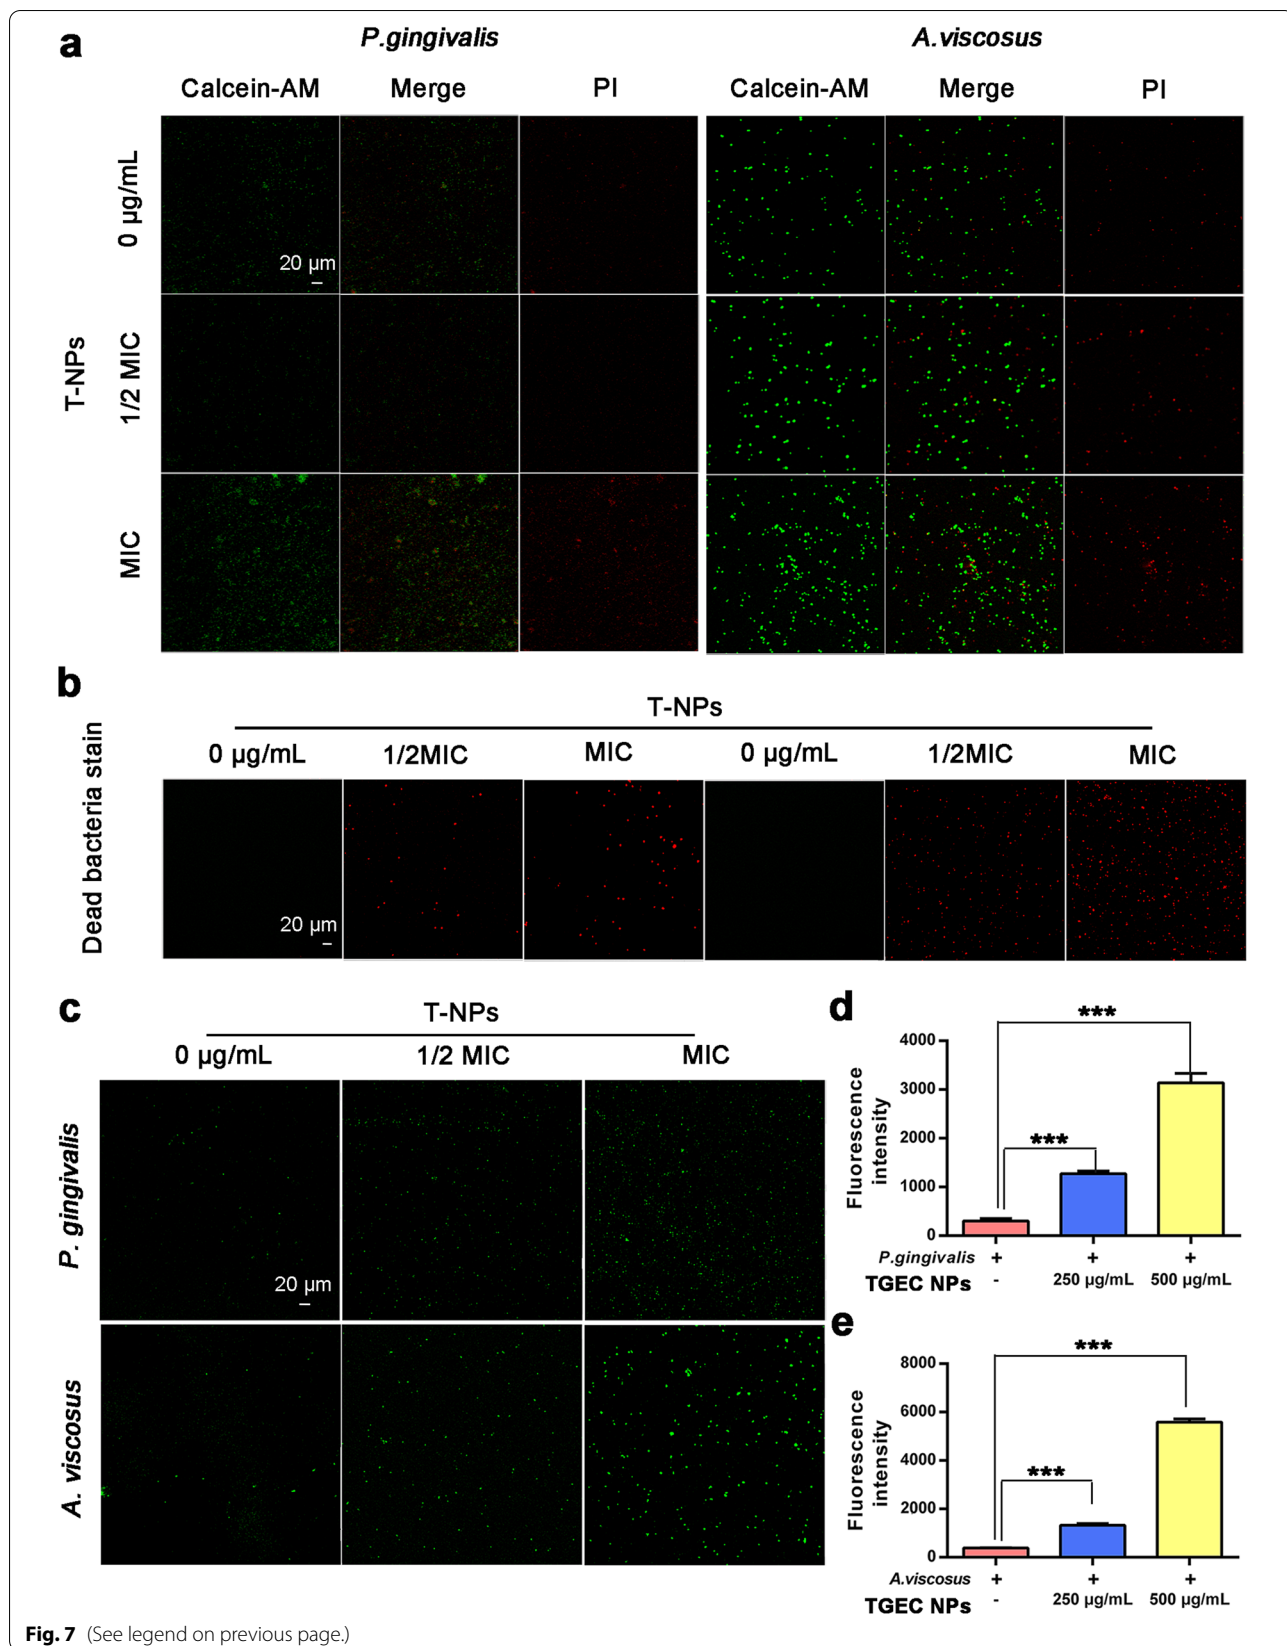 a
P.gingivalis A.viscosus
Calcein-AM Merge PI Calcein-AM Merge PI
T-NPs
0 µg/mL
20 µm
1/2 MIC
MIC
b
T-NPs
0 µg/mL 1/2MIC MIC 0 µg/mL 1/2MIC MIC
Dead bacteria stain
20 µm
c
T-NPs
0 µg/mL 1/2 MIC MIC
P. gingivalis
20 µm
A. viscosus
d
***
***
Fluorescence
intensity
4000
3000
2000
1000
0
P.gingivalis + + +
TGEC NPs - 250 µg/mL 500 µg/mL
e
***
***
Fluorescence
intensity
8000
6000
4000
2000
0
A.viscosus + + +
TGEC NPs - 250 µg/mL 500 µg/mL
Fig. 7 (See legend on previous page.)